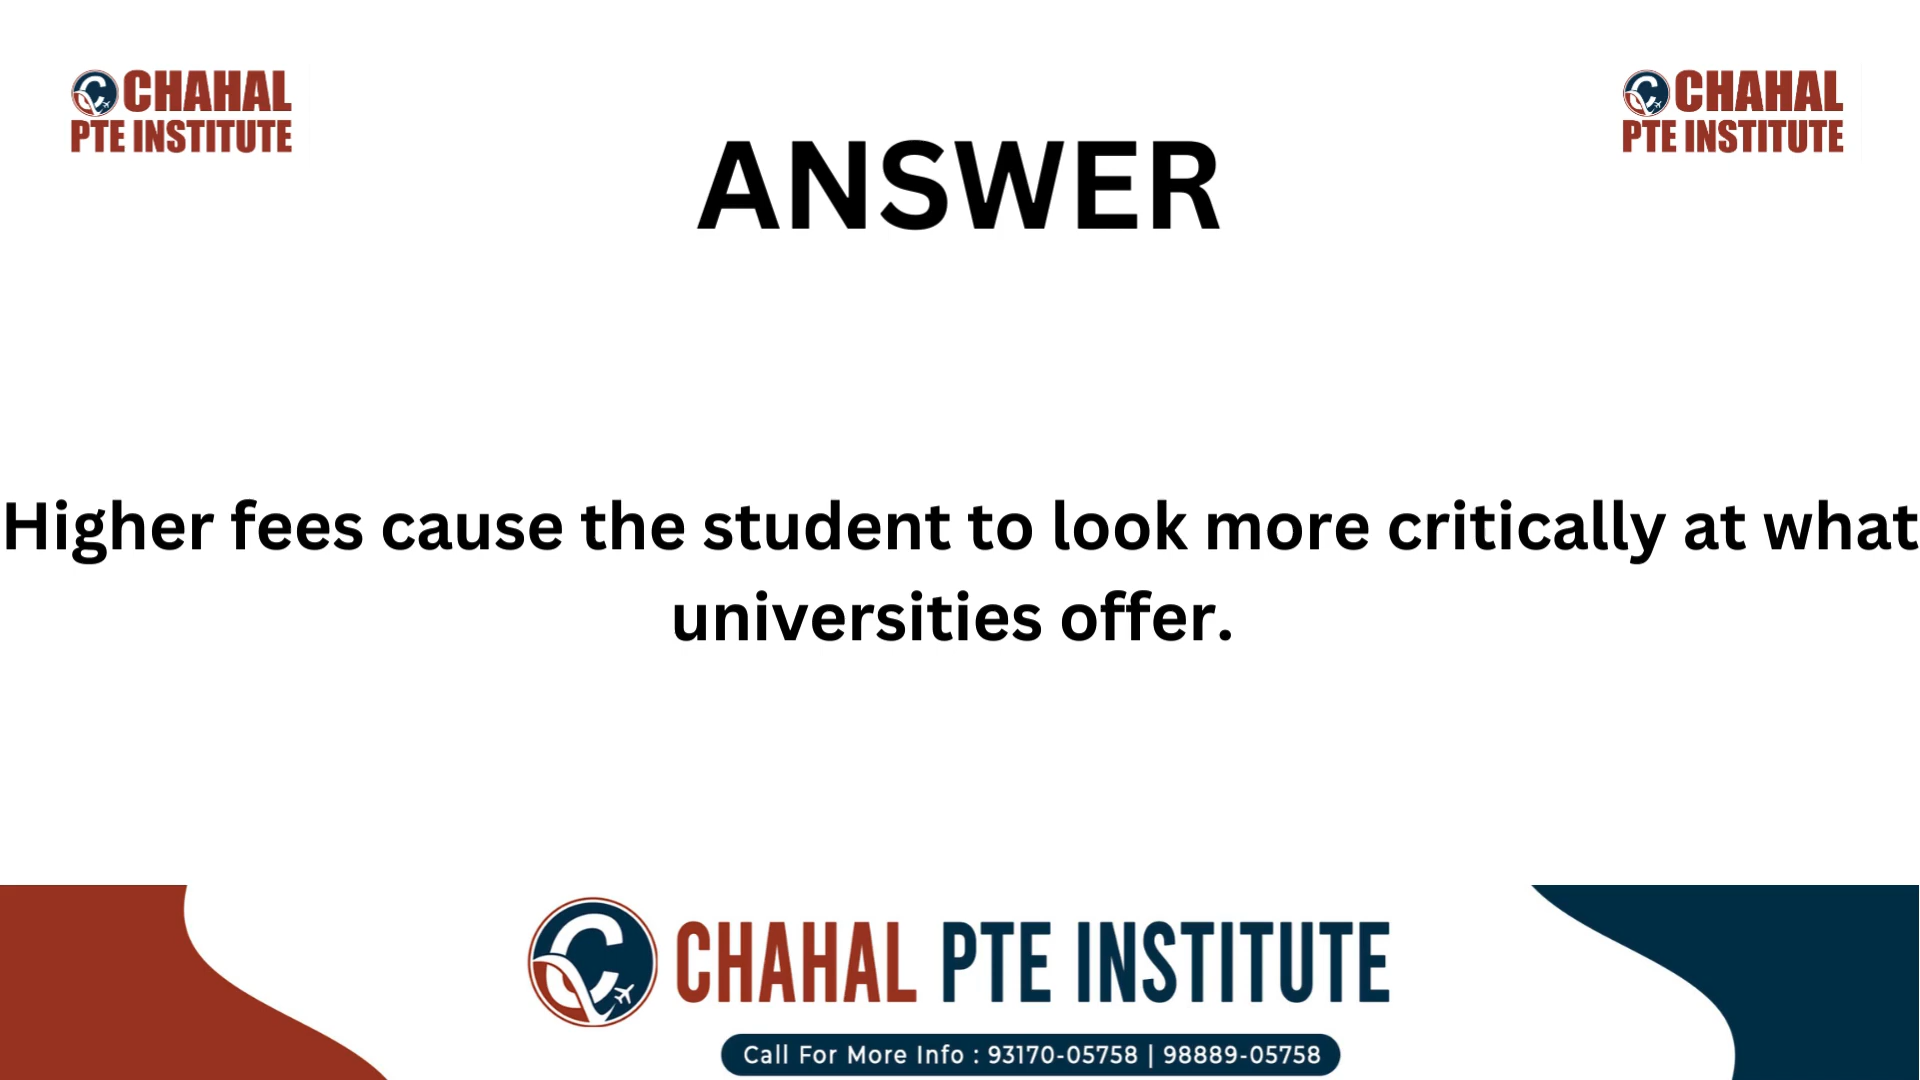 CHAHAL
PTE INSTITUTE
CHAHAL
PTE INSTITUTE
ANSWER
Higher fees cause the student to look more critically at what
universities offer.
CHAHAL PTE INSTITUTE
Call For More Info : 93170-05758 | 98889-05758